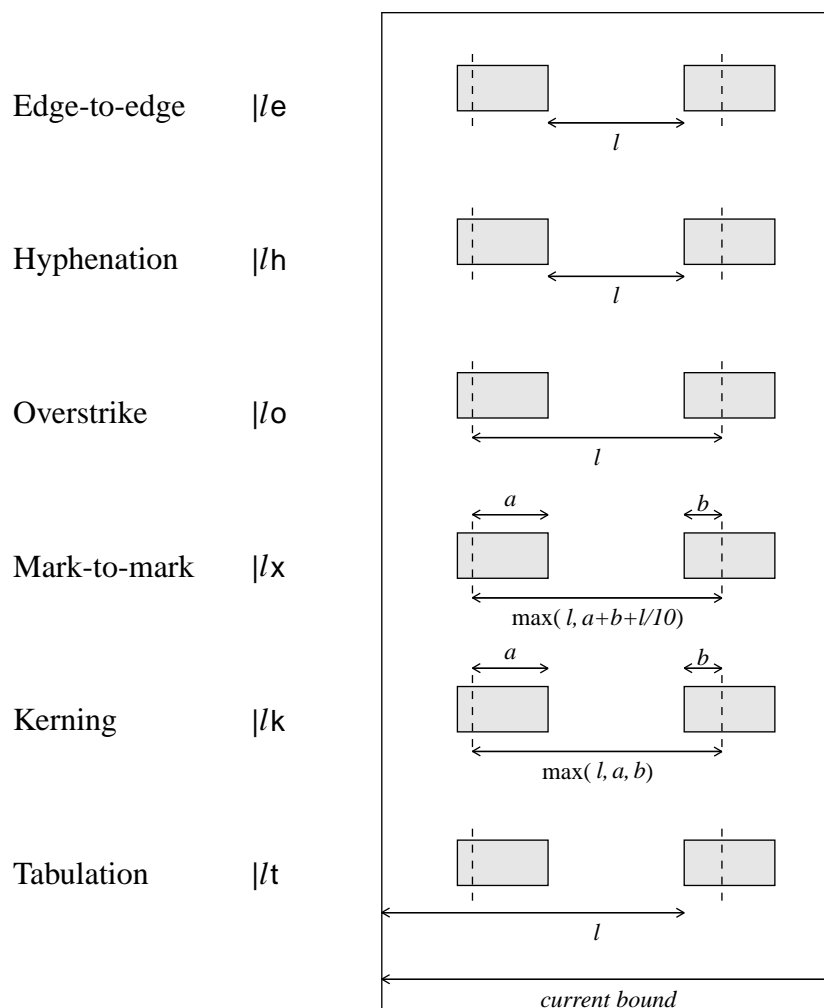 Edge-to-edge |le
l
Hyphenation |lh
l
Overstrike |lo
l
a b
Mark-to-mark |lx
max( l, a+b+l/10)
a b
Kerning |lk
max( l, a, b)
Tabulation |lt
l
current bound